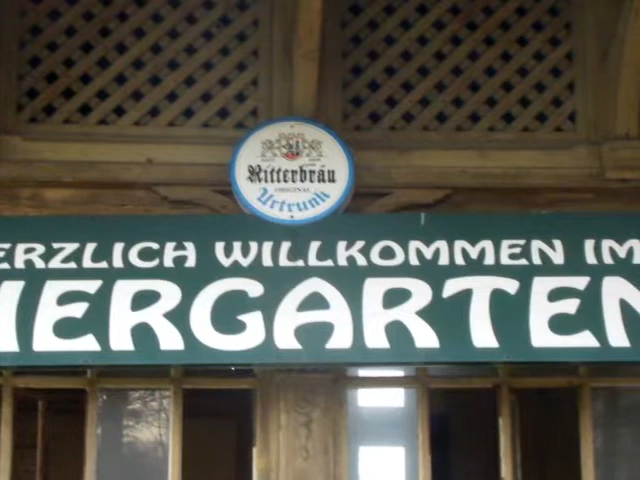 Ritterbräu
ORIGINAL
Urtrunk
ERZLICH WILLKOMMEN IM
IERGARTEN